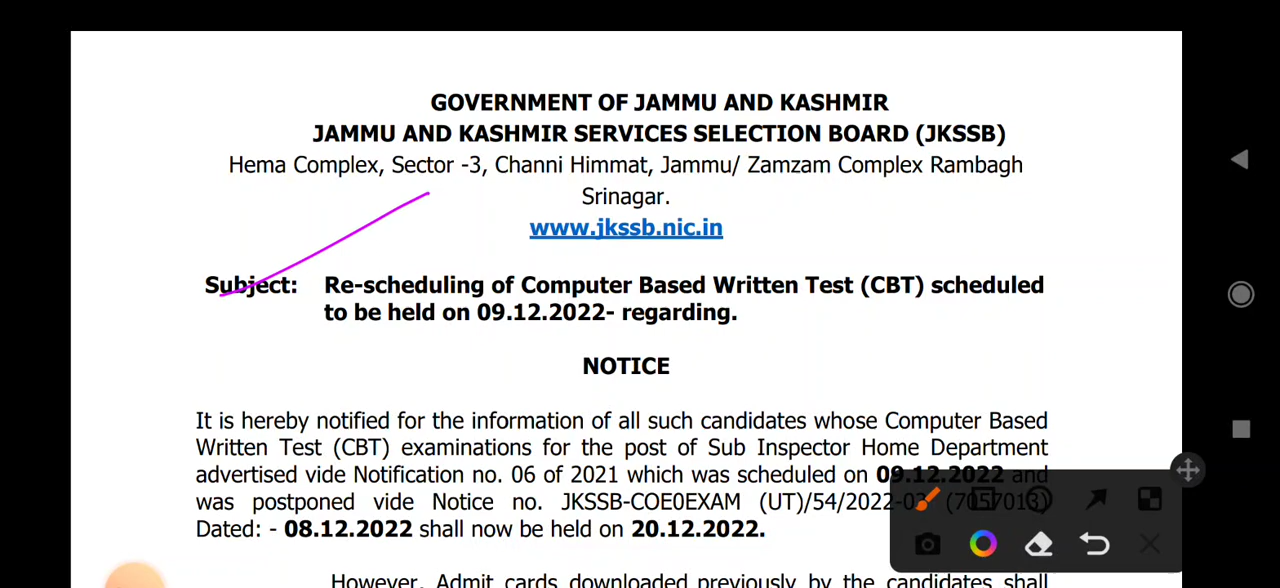 GOVERNMENT OF JAMMU AND KASHMIR
JAMMU AND KASHMIR SERVICES SELECTION BOARD (JKSSB)
Hema Complex, Sector -3, Channi Himmat, Jammu/ Zamzam Complex Rambagh
Srinagar.
www.jkssb.nic.in
Subject: Re-scheduling of Computer Based Written Test (CBT) scheduled
to be held on 09.12.2022- regarding.
NOTICE
It is hereby notified for the information of all such candidates whose Computer Based
Written Test (CBT) examinations for the post of Sub Inspector Home Department
advertised vide Notification no. 06 of 2021 which was scheduled on 09.12.2022 and
was postponed vide Notice no. JKSSB-COE0EXAM (UT)/54/2022-03 (7057013)
Dated: - 08.12.2022 shall now be held on 20.12.2022.
However, Admit cards downloaded previously by the candidates shall